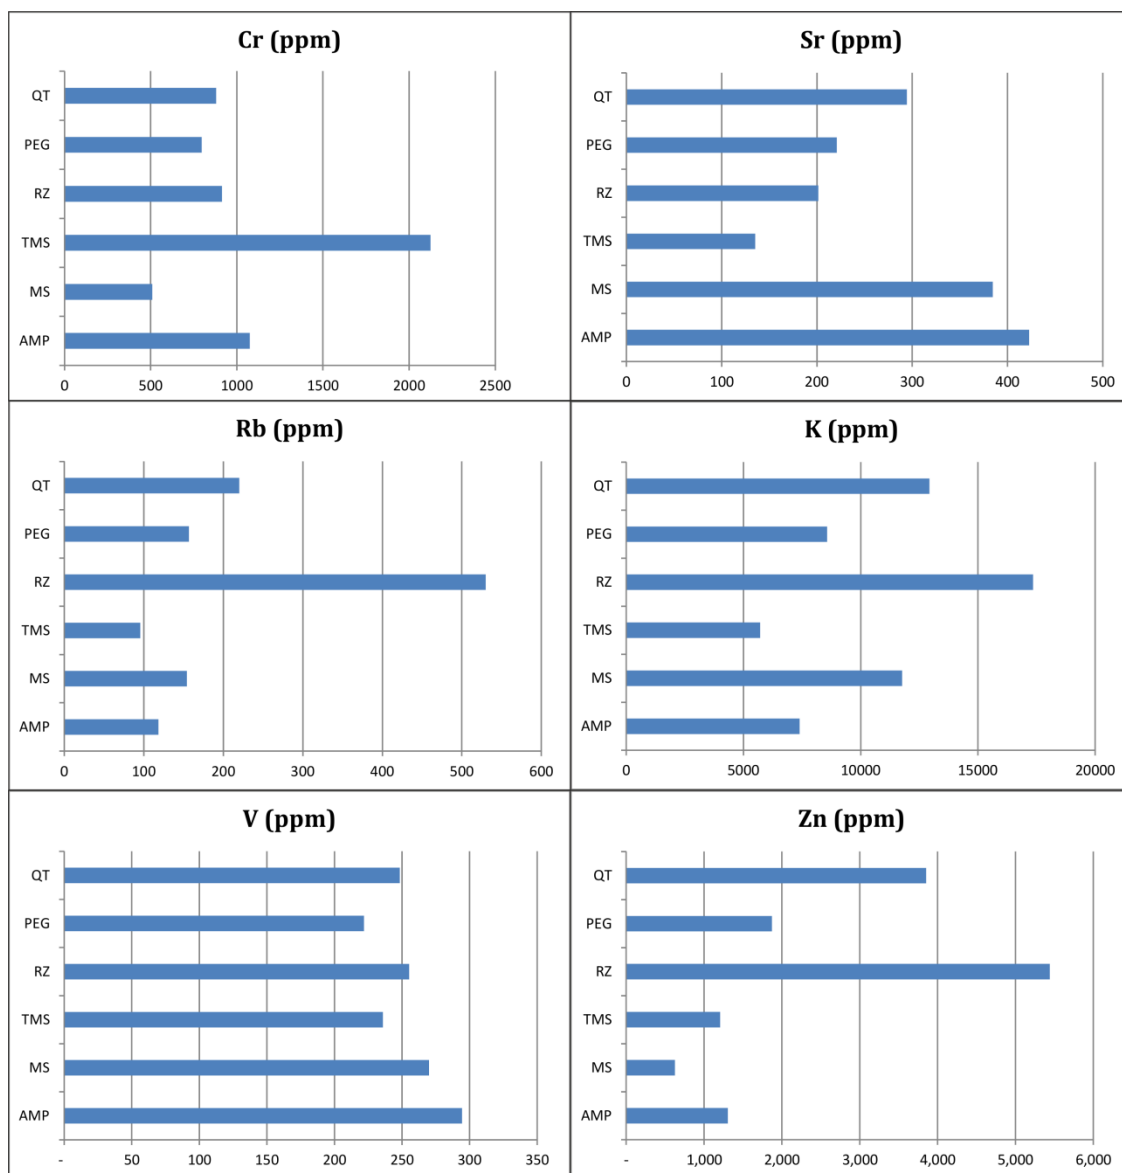 Cr (ppm)
QT
PEG
RZ
TMS
MS
AMP
0 500 1000 1500 2000 2500
Sr (ppm)
QT
PEG
RZ
TMS
MS
AMP
0 100 200 300 400 500
Rb (ppm)
QT
PEG
RZ
TMS
MS
AMP
0 100 200 300 400 500 600
K (ppm)
QT
PEG
RZ
TMS
MS
AMP
0 5000 10000 15000 20000
V (ppm)
QT
PEG
RZ
TMS
MS
AMP
- 50 100 150 200 250 300 350
Zn (ppm)
QT
PEG
RZ
TMS
MS
AMP
- 1,000 2,000 3,000 4,000 5,000 6,000